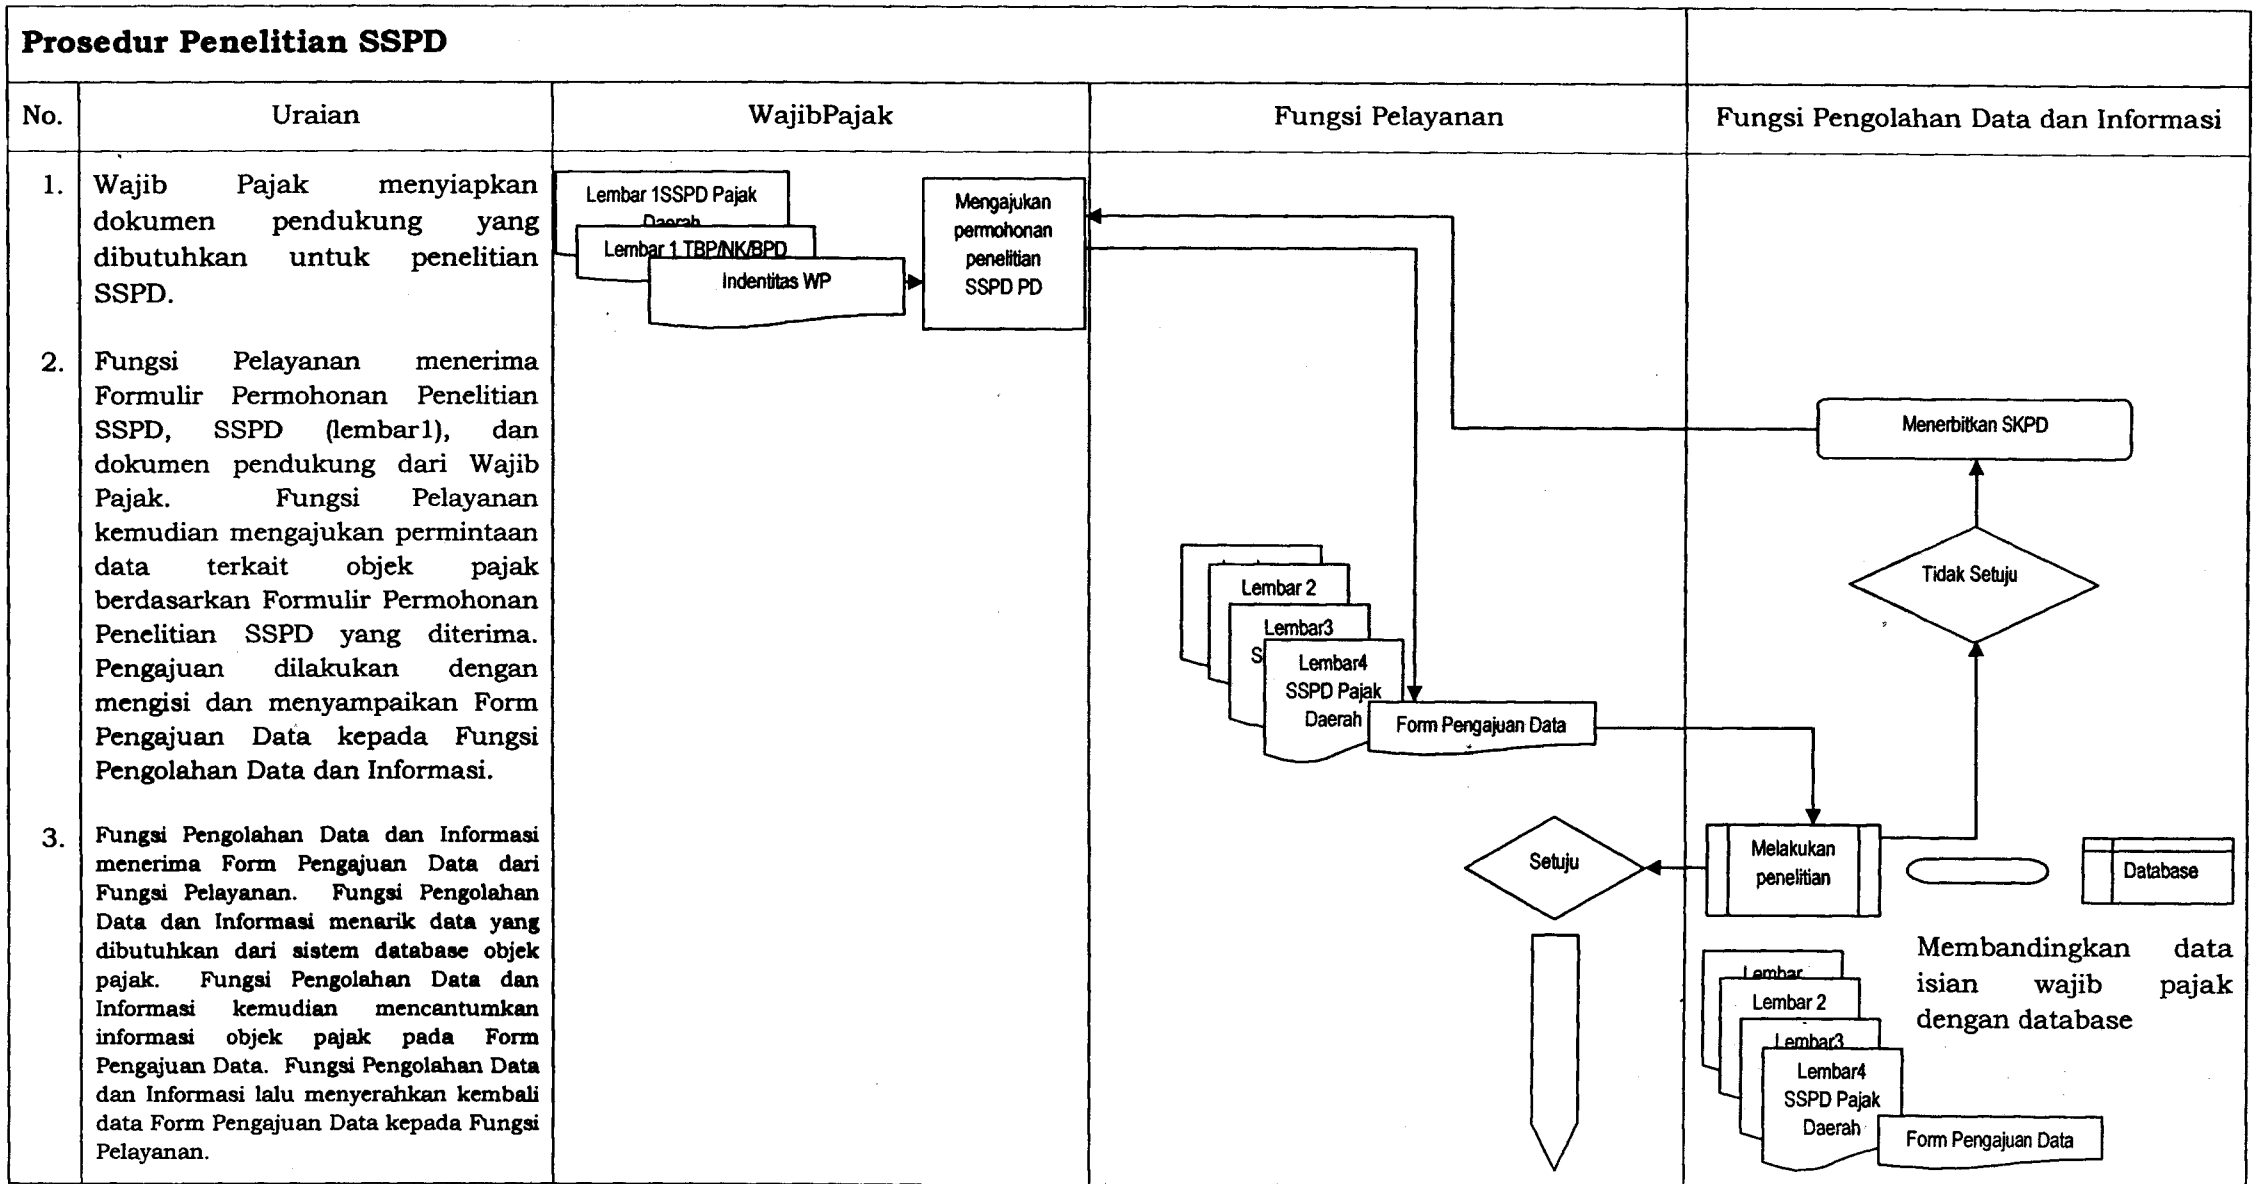 Prosedur Penelitian SSPD
No.
Uraian
WajibPajak
Fungsi Pelayanan
Fungsi Pengolahan Data dan Informasi
1.
Wajib Pajak menyiapkan
dokumen pendukung yang
dibutuhkan untuk penelitian
SSPD.
2.
Fungsi Pelayanan menerima
Formulir Permohonan Penelitian
SSPD, SSPD (lembar1), dan
dokumen pendukung dari Wajib
Pajak. Fungsi Pelayanan
kemudian mengajukan permintaan
data terkait objek pajak
berdasarkan Formulir Permohonan
Penelitian SSPD yang diterima.
Pengajuan dilakukan dengan
mengisi dan menyampaikan Form
Pengajuan Data kepada Fungsi
Pengolahan Data dan Informasi.
3.
Fungsi Pengolahan Data dan Informasi
menerima Form Pengajuan Data dari
Fungsi Pelayanan. Fungsi Pengolahan
Data dan Informasi menarik data yang
dibutuhkan dari sistem database objek
pajak. Fungsi Pengolahan Data dan
Informasi kemudian mencantumkan
informasi objek pajak pada Form
Pengajuan Data. Fungsi Pengolahan Data
dan Informasi lalu menyerahkan kembali
data Form Pengajuan Data kepada Fungsi
Pelayanan.
Lembar 1SSPD Pajak
Daerah
Lembar 1 TBP/NK/BPD
Indentitas WP
Mengajukan
permohonan
penelitian
SSPD PD
Lembar 2
Lembar3
S
Lembar4
SSPD Pajak
Daerah
Form Pengajuan Data
Setuju
Menerbitkan SKPD
Tidak Setuju
Melakukan
penelitian
Database
Membandingkan data
isian wajib pajak
dengan database
Lembar
Lembar 2
Lembar3
Lembar4
SSPD Pajak
Daerah
Form Pengajuan Data